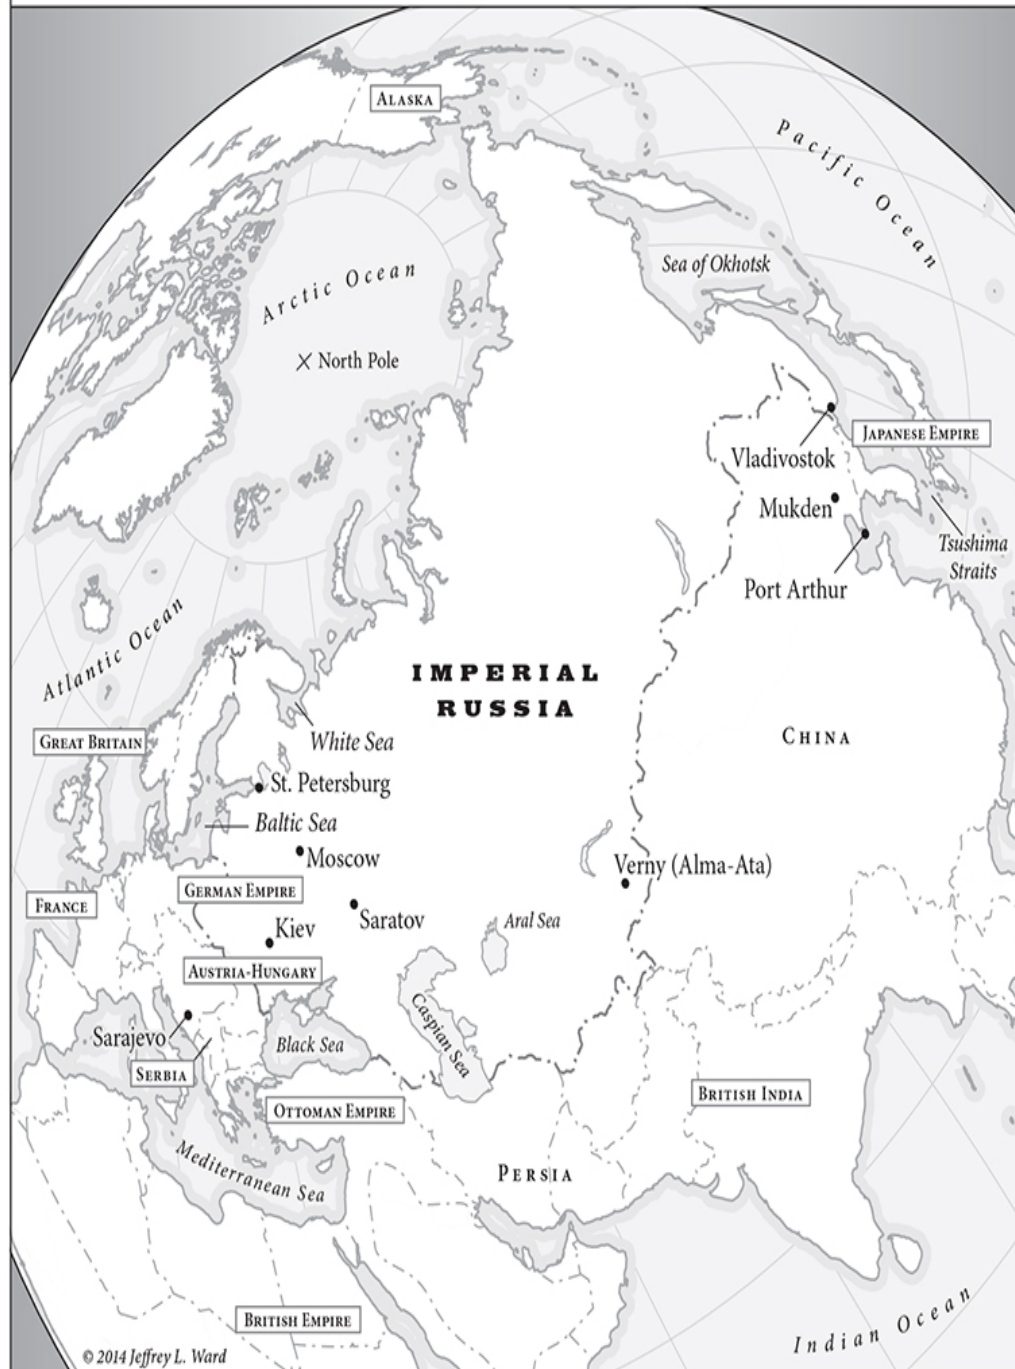 ALASKA
Pacific Ocean
Sea of Okhotsk
Arctic Ocean
North Pole
JAPANESE EMPIRE
Vladivostok
Mukden
Tsushima
Straits
Port Arthur
Atlantic Ocean
IMPERIAL
RUSSIA
White Sea
CHINA
GREAT BRITAIN
St. Petersburg
Baltic Sea
Moscow
Verny (Alma-Ata)
GERMAN EMPIRE
FRANCE
Saratov
Aral Sea
Kiev
AUSTRIA-HUNGARY
Caspian Sea
Sarajevo
Black Sea
SERBIA
BRITISH INDIA
OTTOMAN EMPIRE
Mediterranean Sea
PERSIA
BRITISH EMPIRE
Indian Ocean
© 2014 Jeffrey L. Ward